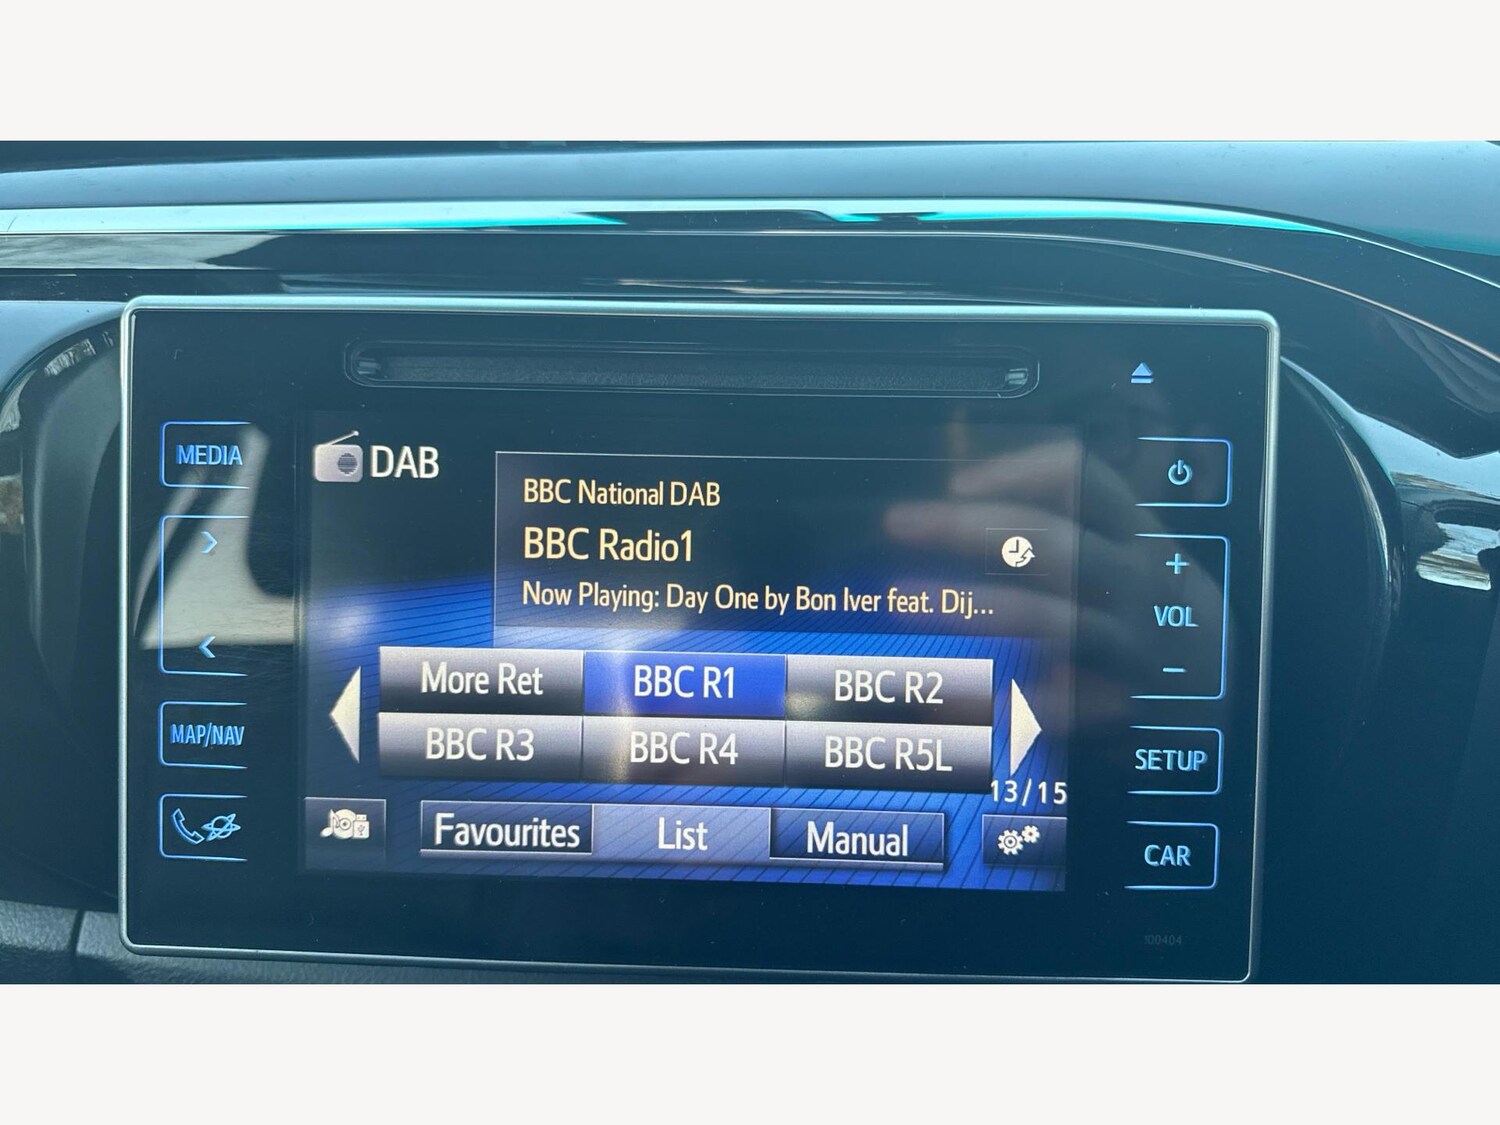 MEDIA
MAP/NAV
DAB
BBC National DAB
BBC Radio1
Now Playing: Day One by Bon Iver feat. Dij...
More Ret
BBC R1
BBC R2
BBC R3
BBC R4
BBC R5L
13/15
Favourites
List
Manual
+
VOL
−
SETUP
CAR
100404